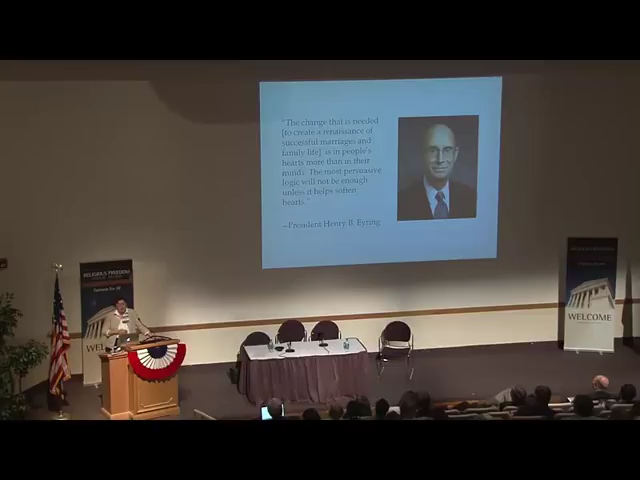 "The change that is needed
[to create a renaissance of
successful marriages and
family life] is in people's
hearts more than in their
minds. The most persuasive
logic will not be enough
unless it helps soften
hearts."
—President Henry B. Eyring
RELIGIOUS FREEDOM
WELCOME